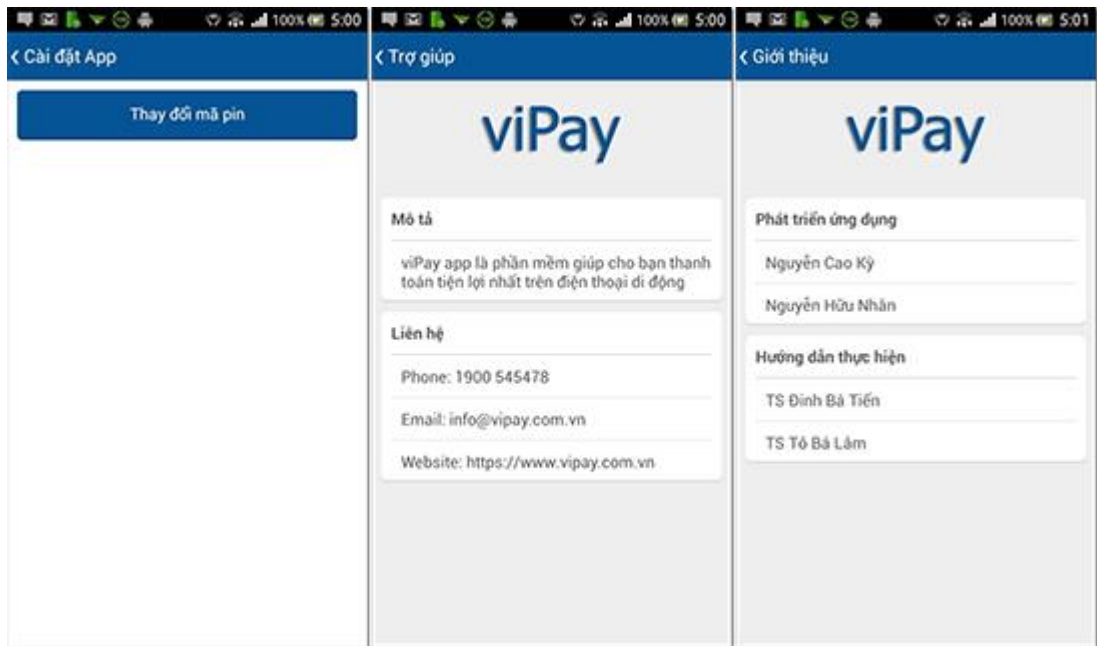 100% 5:00
Cài đặt App
Thay đổi mã pin
100% 5:00
Trợ giúp
viPay
Mô tả
viPay app là phần mềm giúp cho bạn thanh
toán tiện lợi nhất trên điện thoại di động
Liên hệ
Phone: 1900 545478
Email: info@vipay.com.vn
Website: https://www.vipay.com.vn
100% 5:01
Giới thiệu
viPay
Phát triển ứng dụng
Nguyễn Cao Kỳ
Nguyễn Hữu Nhân
Hướng dẫn thực hiện
TS Đinh Bá Tiến
TS Tô Bá Lâm